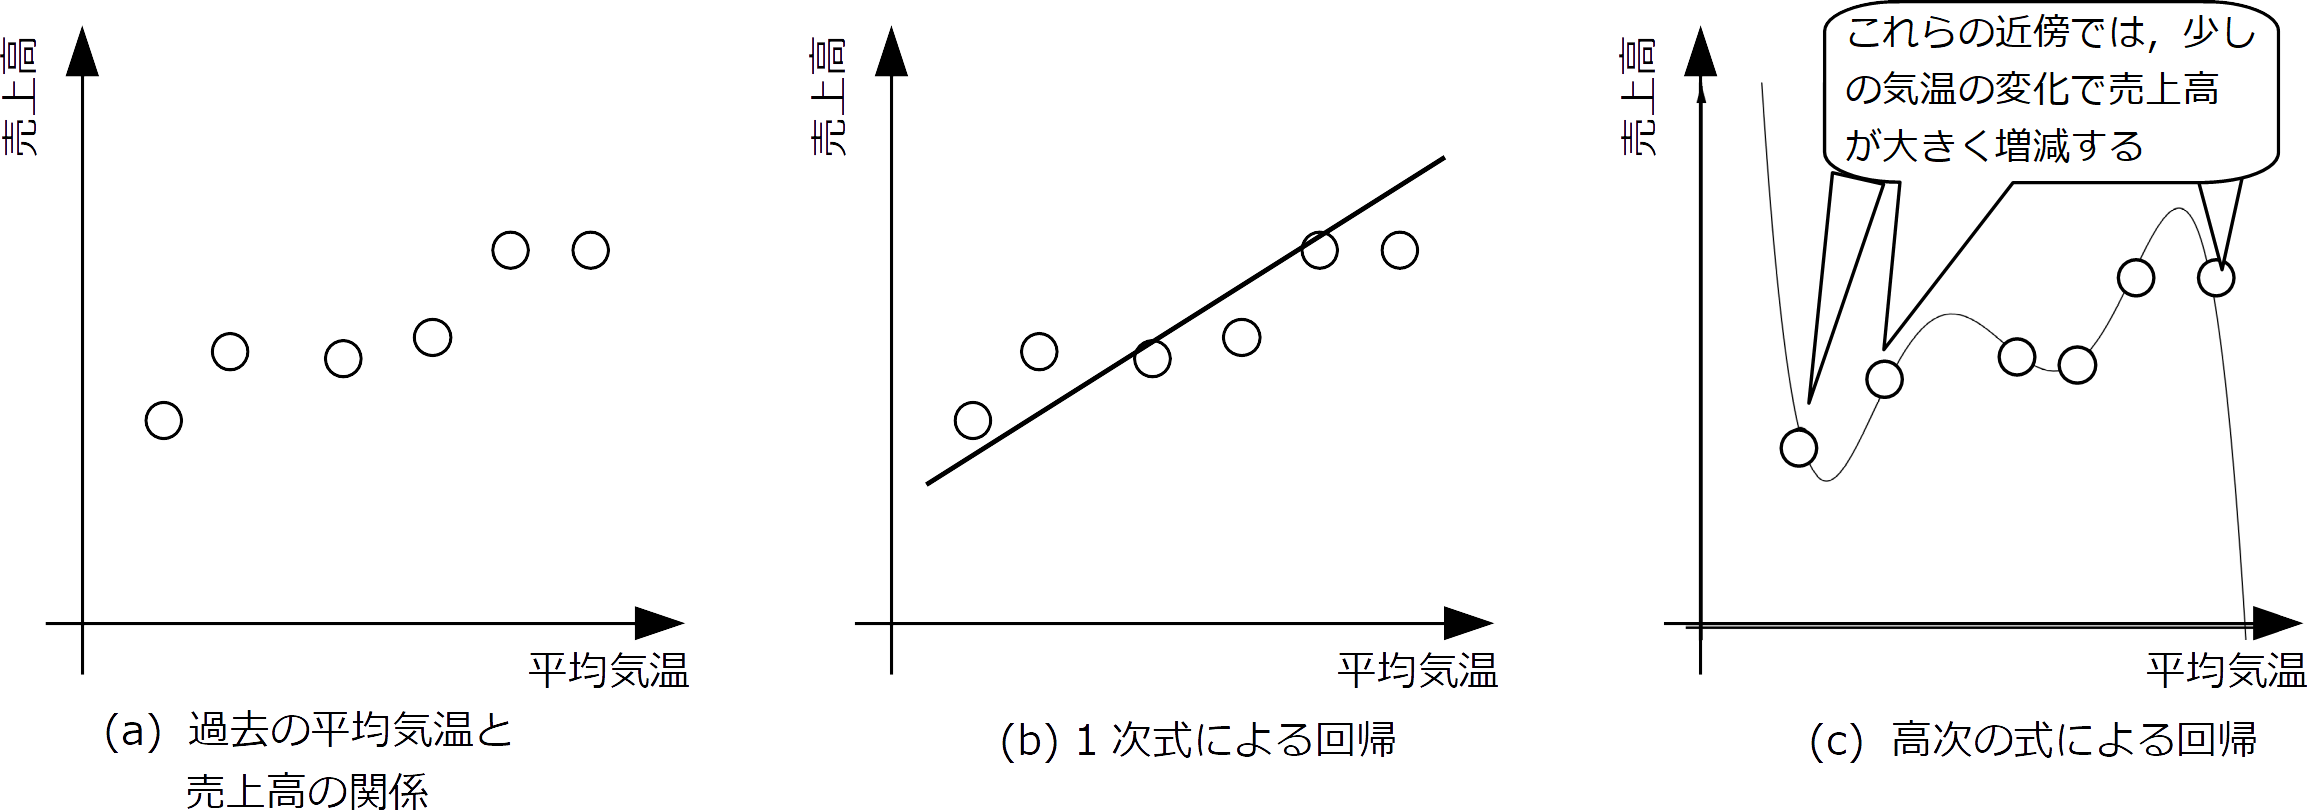 売上高
平均気温
(a) 過去の平均気温と
売上高の関係
売上高
平均気温
(b) 1 次式による回帰
売上高
これらの近傍では，少し
の気温の変化で売上高
が大きく増減する
平均気温
(c) 高次の式による回帰